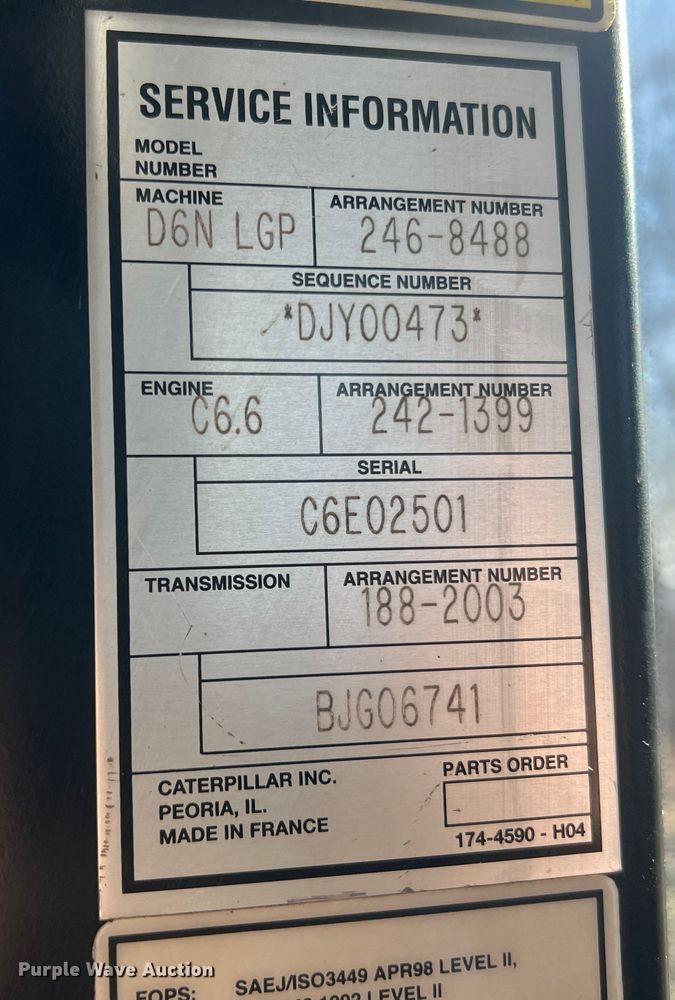 SERVICE INFORMATION
MODEL
NUMBER
MACHINE
D6N LGP
ARRANGEMENT NUMBER
246-8488
SEQUENCE NUMBER
*DJY00473*
ENGINE
C6.6
ARRANGEMENT NUMBER
242-1399
SERIAL
C6E02501
TRANSMISSION
ARRANGEMENT NUMBER
188-2003
BJG06741
CATERPILLAR INC.
PEORIA, IL.
MADE IN FRANCE
PARTS ORDER
174-4590 - H04
FOPS:
SAEJ/ISO3449 APR98 LEVEL II,
LEVEL II
Purple Wave Auction